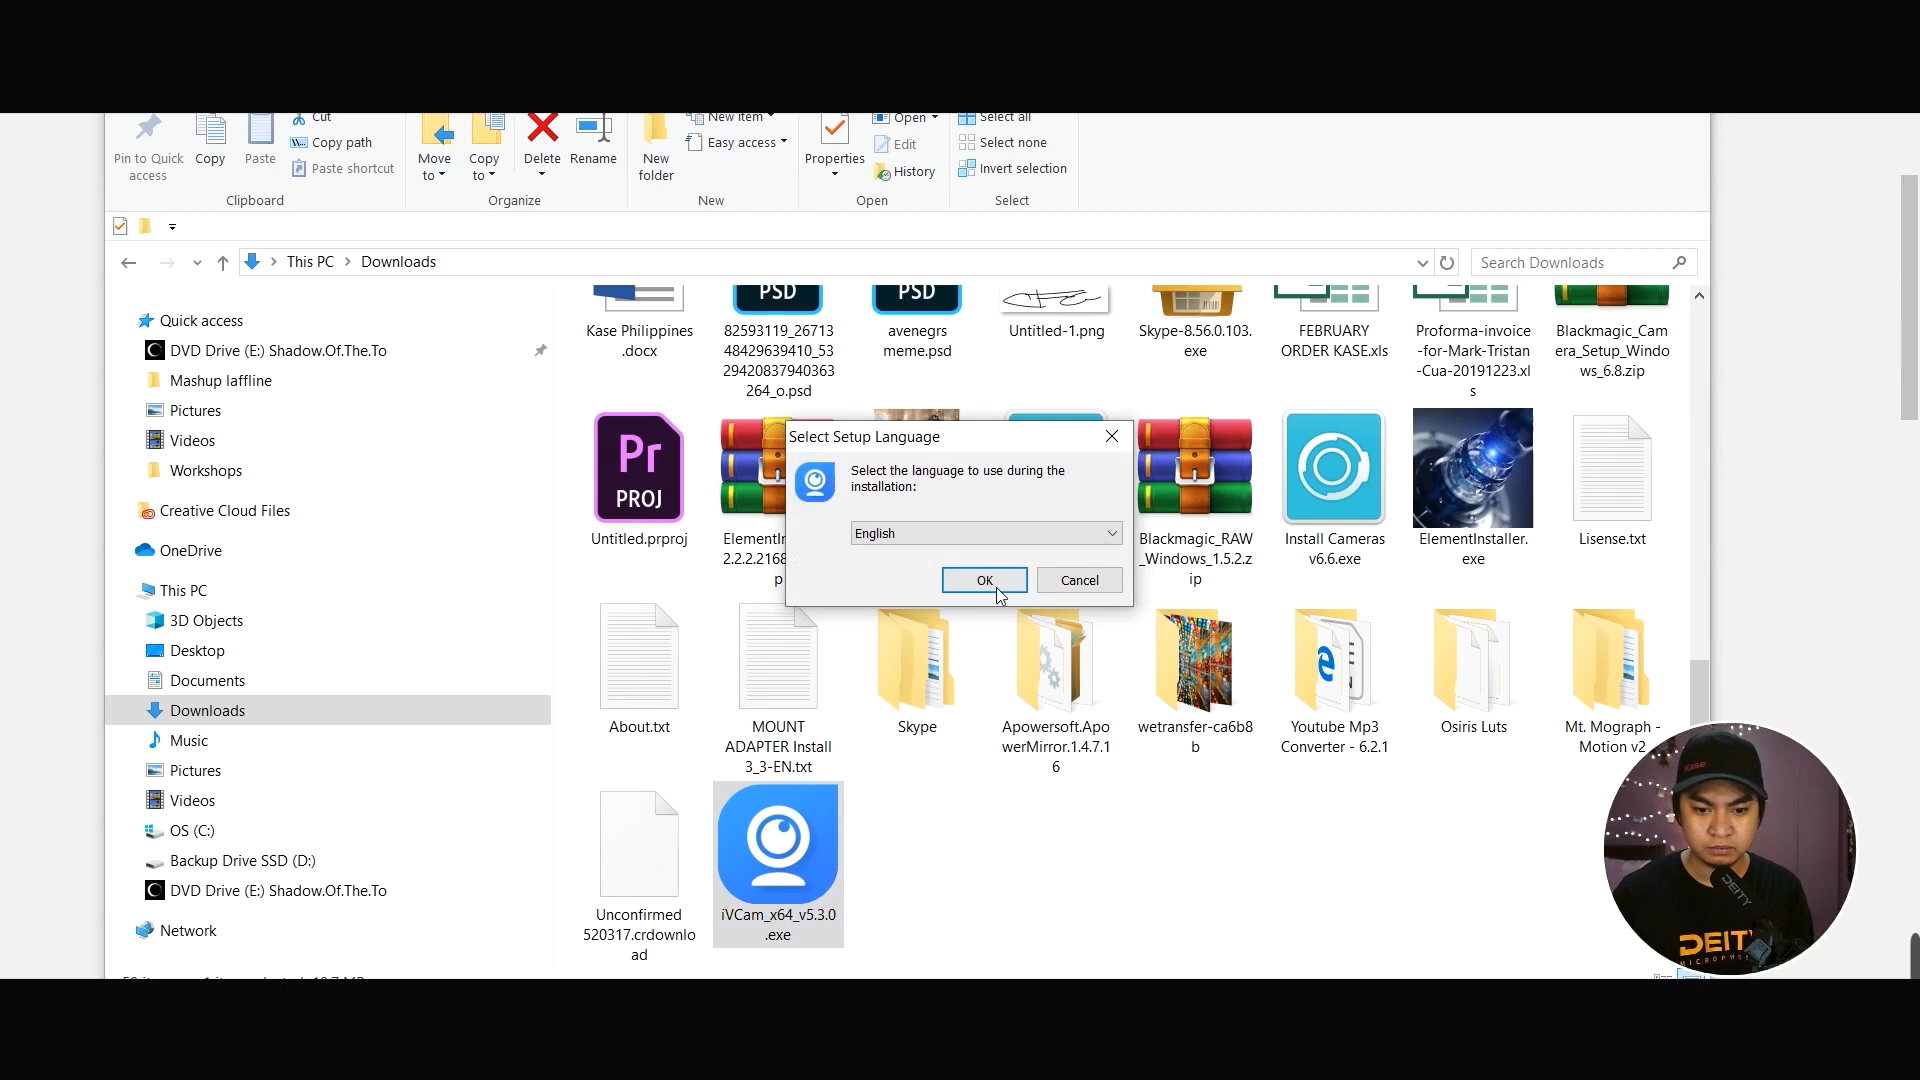 Cut
New item
Open
Select all
Copy path
Easy access
Edit
Select none
Pin to Quick
access
Copy
Paste
Paste shortcut
Move
to
Copy
to
Delete
Rename
New
folder
Properties
History
Invert selection
Clipboard
Organize
New
Open
Select
This PC
Downloads
Search Downloads
Quick access
DVD Drive (E:) Shadow.Of.The.To
Mashup laffline
Pictures
Videos
Workshops
Creative Cloud Files
OneDrive
This PC
3D Objects
Desktop
Documents
Downloads
Music
Pictures
Videos
OS (C:)
Backup Drive SSD (D:)
DVD Drive (E:) Shadow.Of.The.To
Network
PSD
PSD
Kase Philippines
.docx
82593119_26713
48429639410_53
29420837940363
264_o.psd
avenegrs
meme.psd
Untitled-1.png
Skype-8.56.0.103.
exe
FEBRUARY
ORDER KASE.xls
Proforma-invoice
-for-Mark-Tristan
-Cua-20191223.xl
s
Blackmagic_Cam
era_Setup_Windo
ws_6.8.zip
Pr
PROJ
Untitled.prproj
ElementIn
2.2.2.2168
p
Select Setup Language
Select the language to use during the
installation:
English
OK
Cancel
Blackmagic_RAW
_Windows_1.5.2.z
ip
Install Cameras
v6.6.exe
ElementInstaller.
exe
Lisense.txt
About.txt
MOUNT
ADAPTER Install
3_3-EN.txt
Skype
Apowersoft.Apo
werMirror.1.4.7.1
6
wetransfer-ca6b8
b
Youtube Mp3
Converter - 6.2.1
Osiris Luts
Mt. Mograph -
Motion v2
Unconfirmed
520317.crdownlo
ad
iVCam_x64_v5.3.0
.exe
Kase
DEITY
DEITY